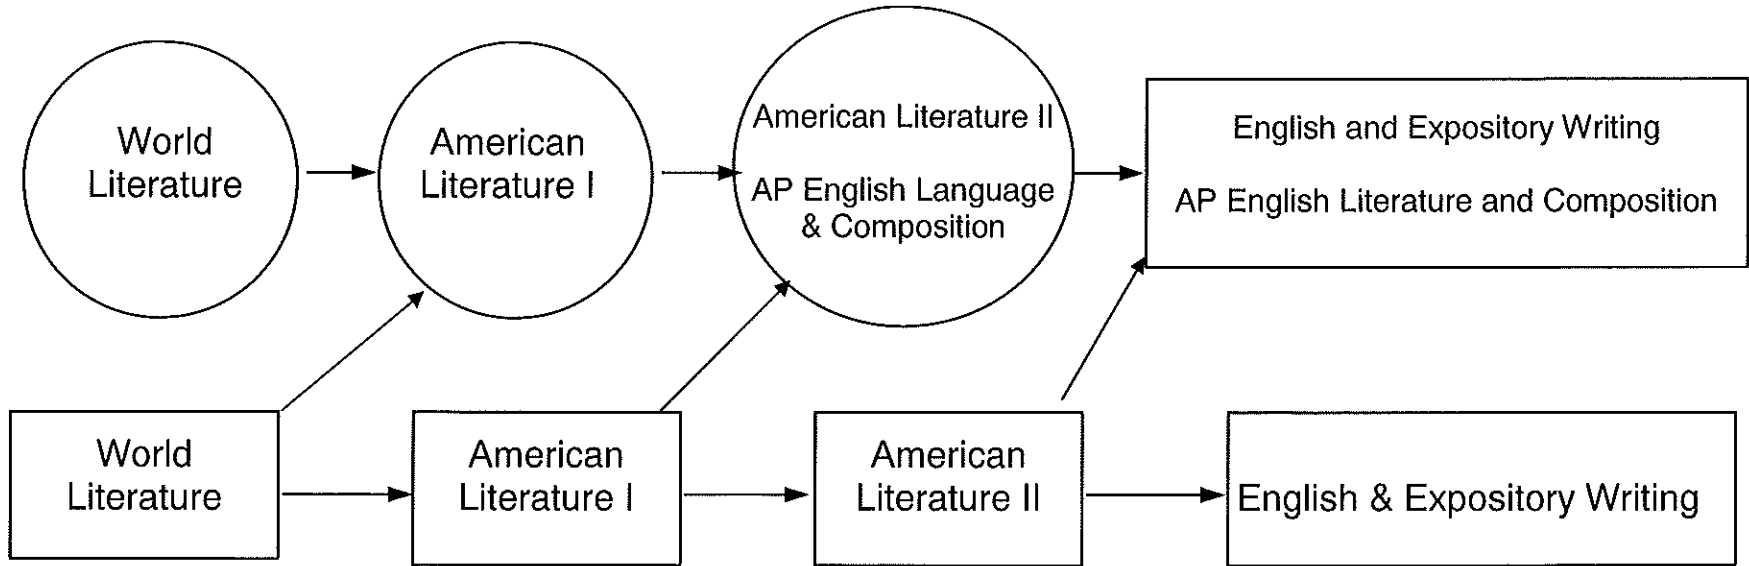 World
Literature
American
Literature I
American Literature II
AP English Language
& Composition
English and Expository Writing
AP English Literature and Composition
World
Literature
American
Literature I
American
Literature II
English & Expository Writing